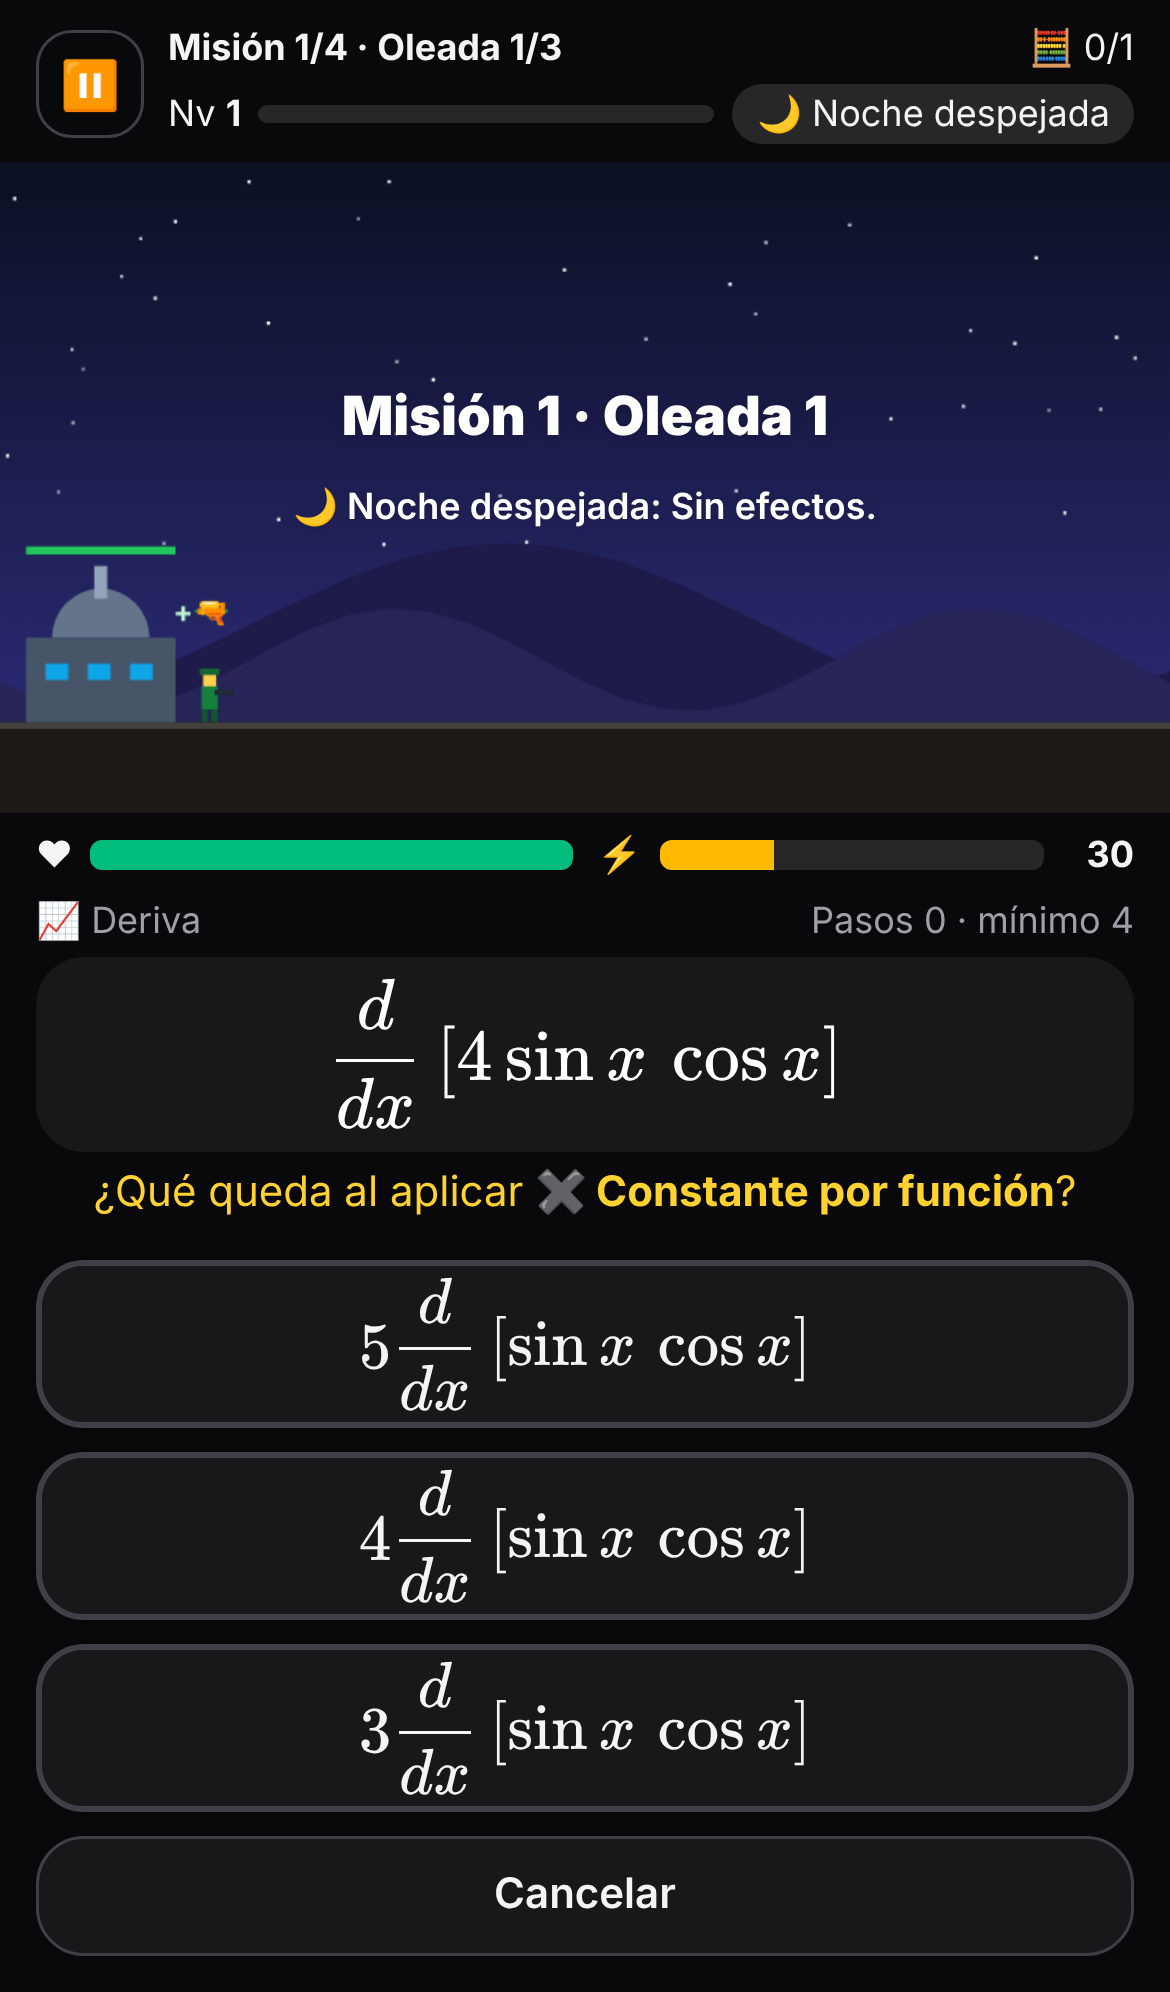 Misión 1/4 · Oleada 1/3
0/1
Nv 1
Noche despejada
Misión 1 · Oleada 1
Noche despejada: Sin efectos.
+
30
Deriva
Pasos 0 · mínimo 4
d/dx [4 sin x cos x]
¿Qué queda al aplicar ✖ Constante por función?
5 d/dx [sin x cos x]
4 d/dx [sin x cos x]
3 d/dx [sin x cos x]
Cancelar